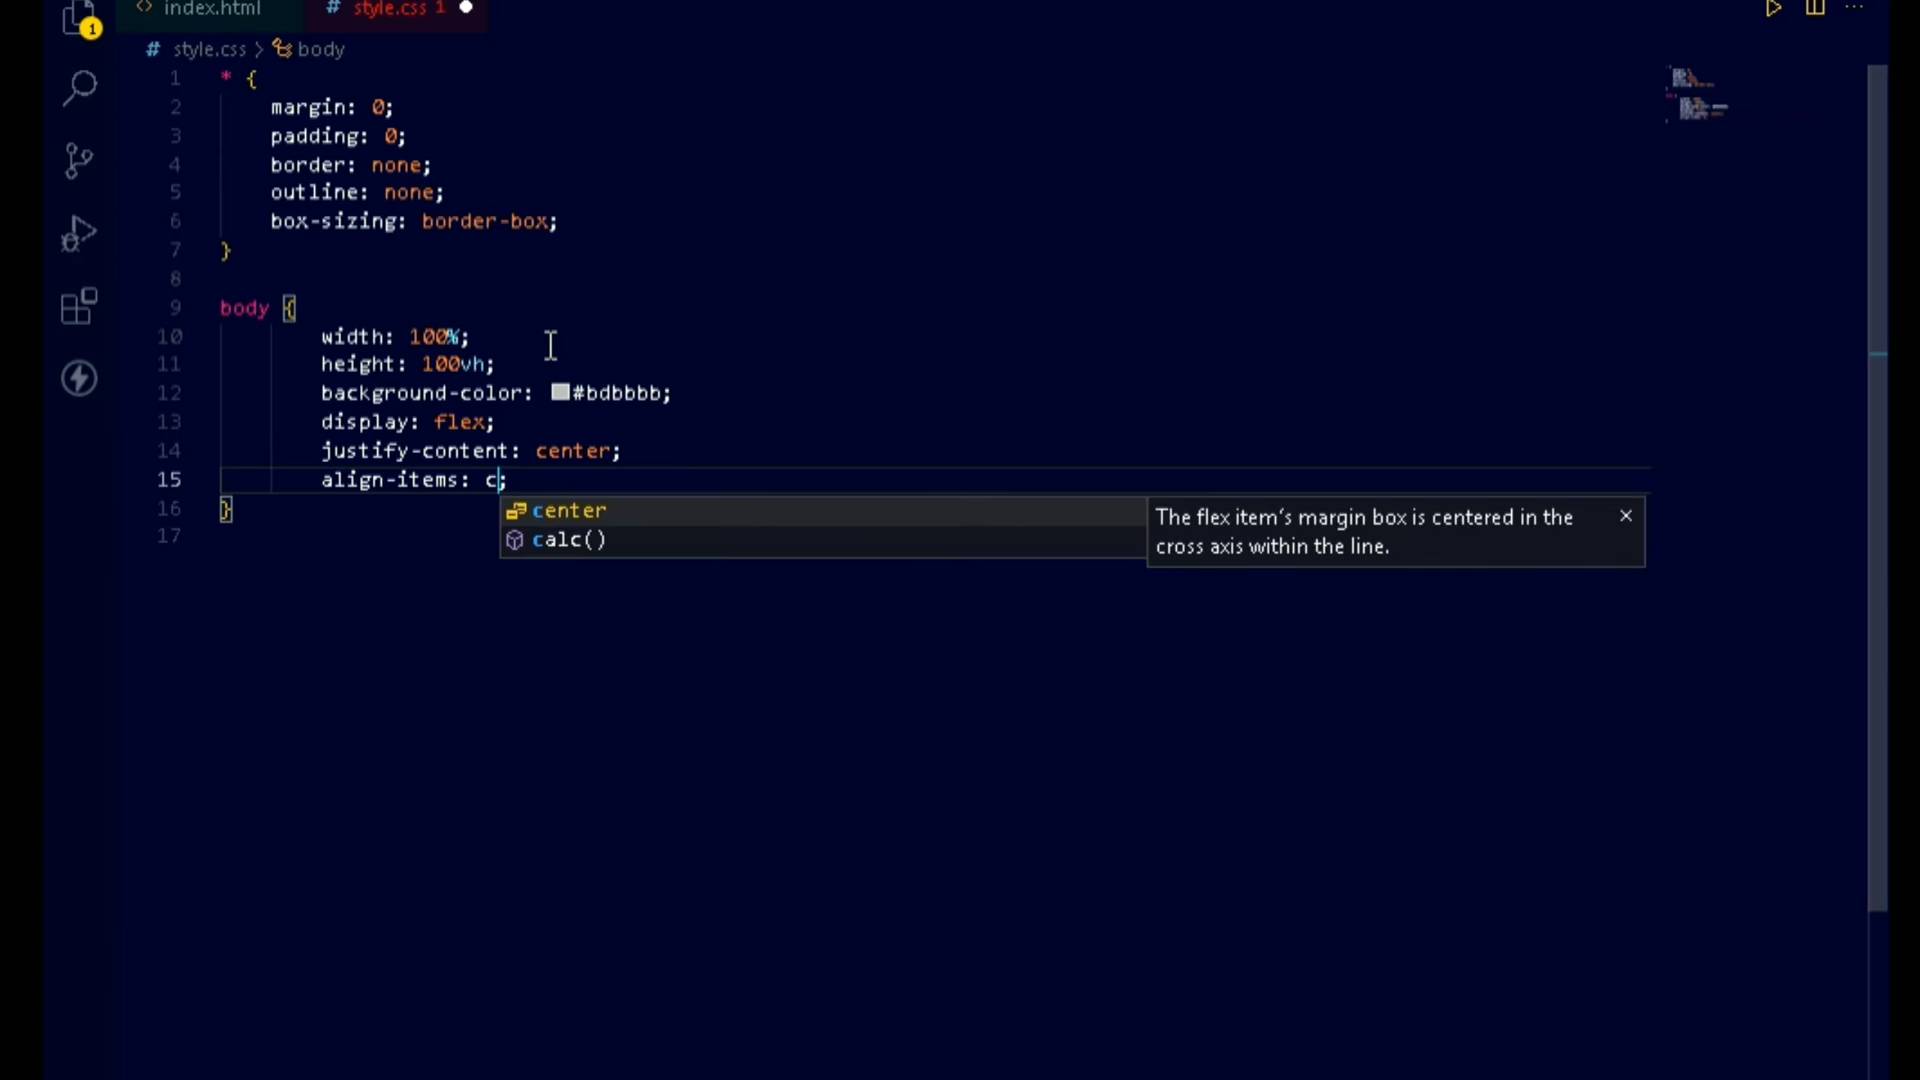 index.html
# style.css 1
1
# style.css > body
1 * {
2 margin: 0;
3 padding: 0;
4 border: none;
5 outline: none;
6 box-sizing: border-box;
7 }
8
9 body {
10 width: 100%;
11 height: 100vh;
12 background-color: #bdbbbb;
13 display: flex;
14 justify-content: center;
15 align-items: c;
16 }
17
center
calc()
The flex item's margin box is centered in the
cross axis within the line.